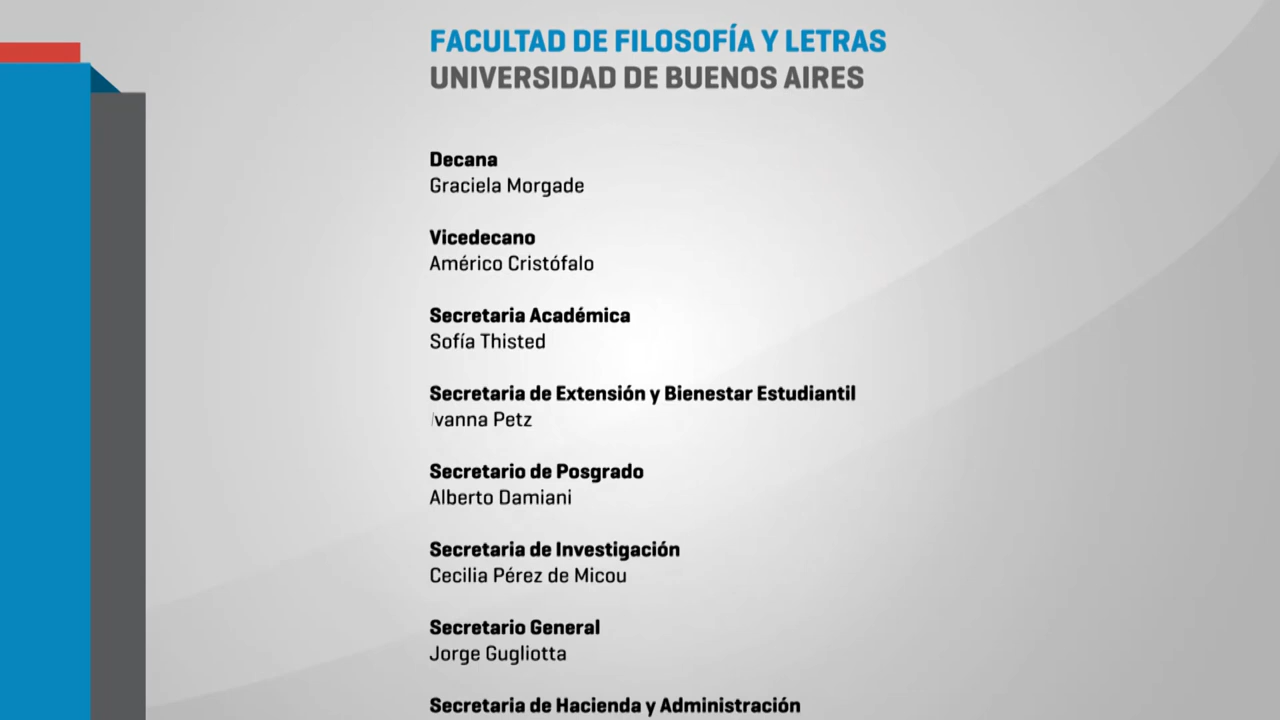 FACULTAD DE FILOSOFÍA Y LETRAS
UNIVERSIDAD DE BUENOS AIRES
Decana
Graciela Morgade
Vicedecano
Américo Cristófalo
Secretaria Académica
Sofía Thisted
Secretaria de Extensión y Bienestar Estudiantil
Ivanna Petz
Secretario de Posgrado
Alberto Damiani
Secretaria de Investigación
Cecilia Pérez de Micou
Secretario General
Jorge Gugliotta
Secretaria de Hacienda y Administración